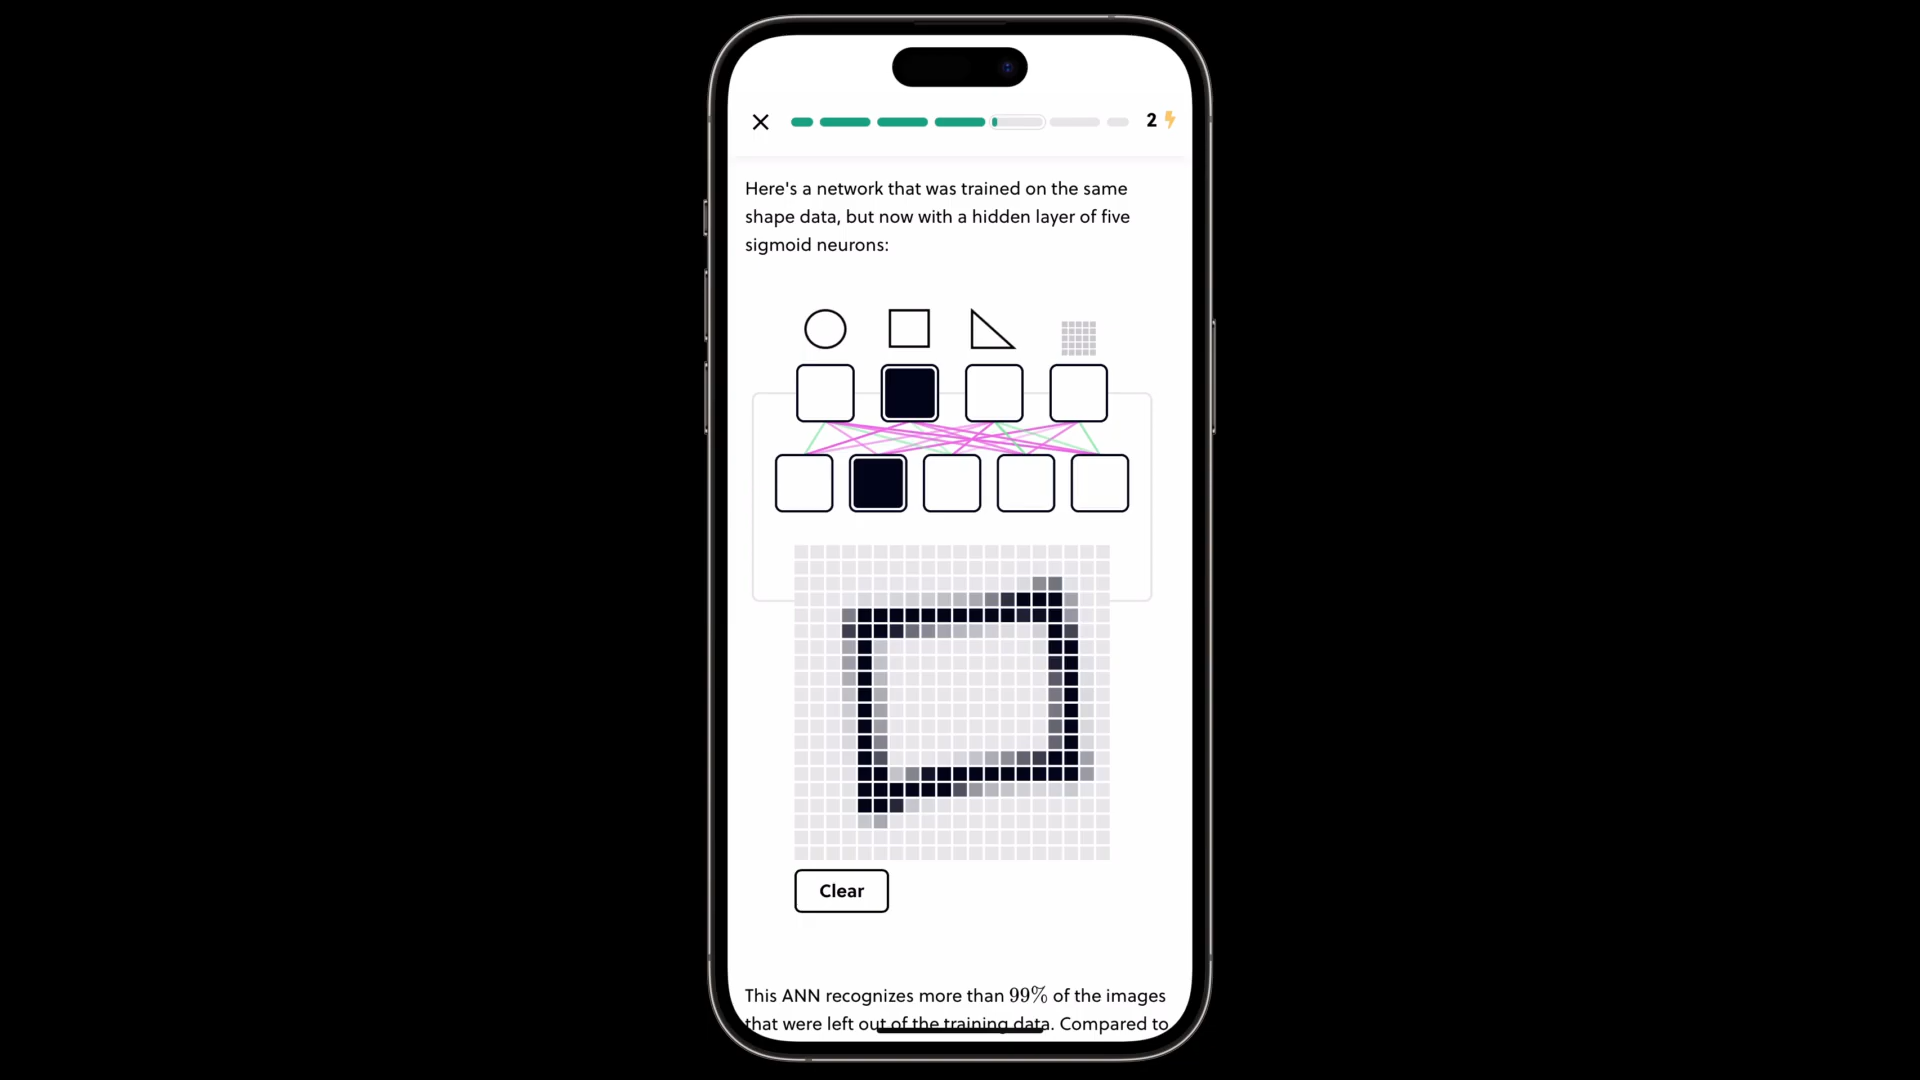 2
Here's a network that was trained on the same
shape data, but now with a hidden layer of five
sigmoid neurons:
Clear
This ANN recognizes more than 99% of the images
that were left out of the training data. Compared to